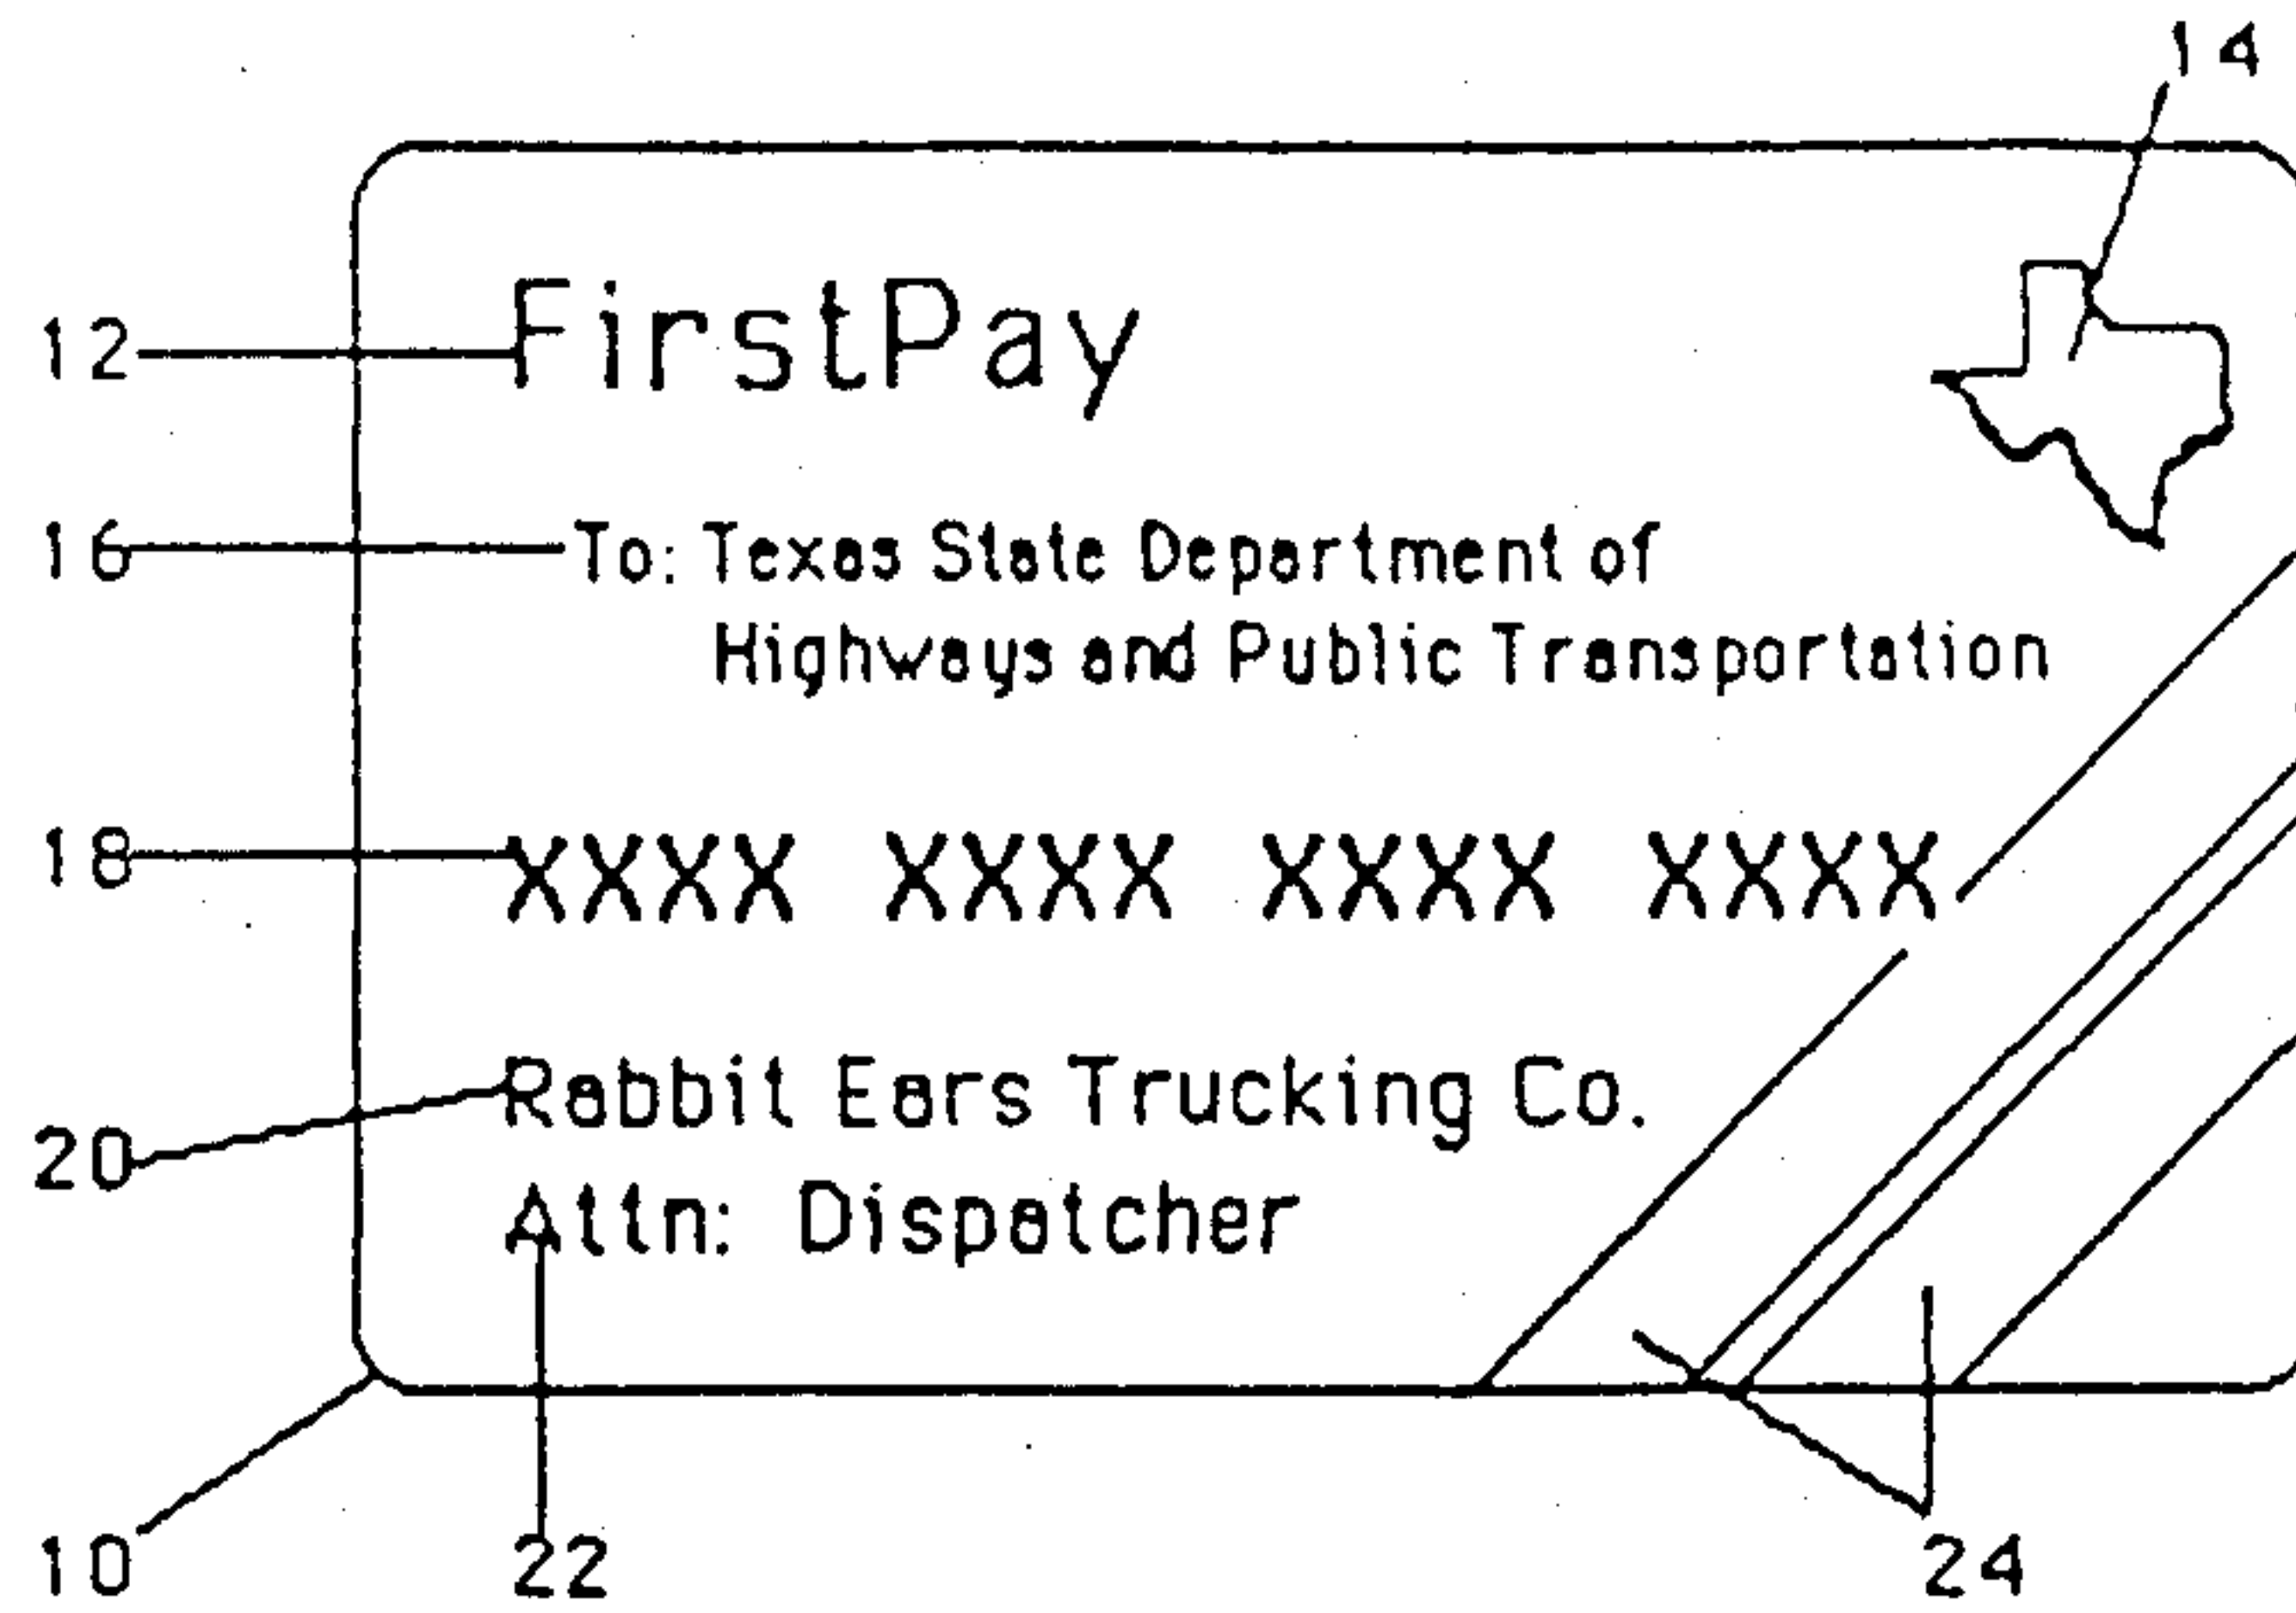 14
12 FirstPay
16 To: Texas State Department of
Highways and Public Transportation
18 XXXX XXXX XXXX XXXX
20 Rabbit Ears Trucking Co.
Attn: Dispatcher
10 22 24